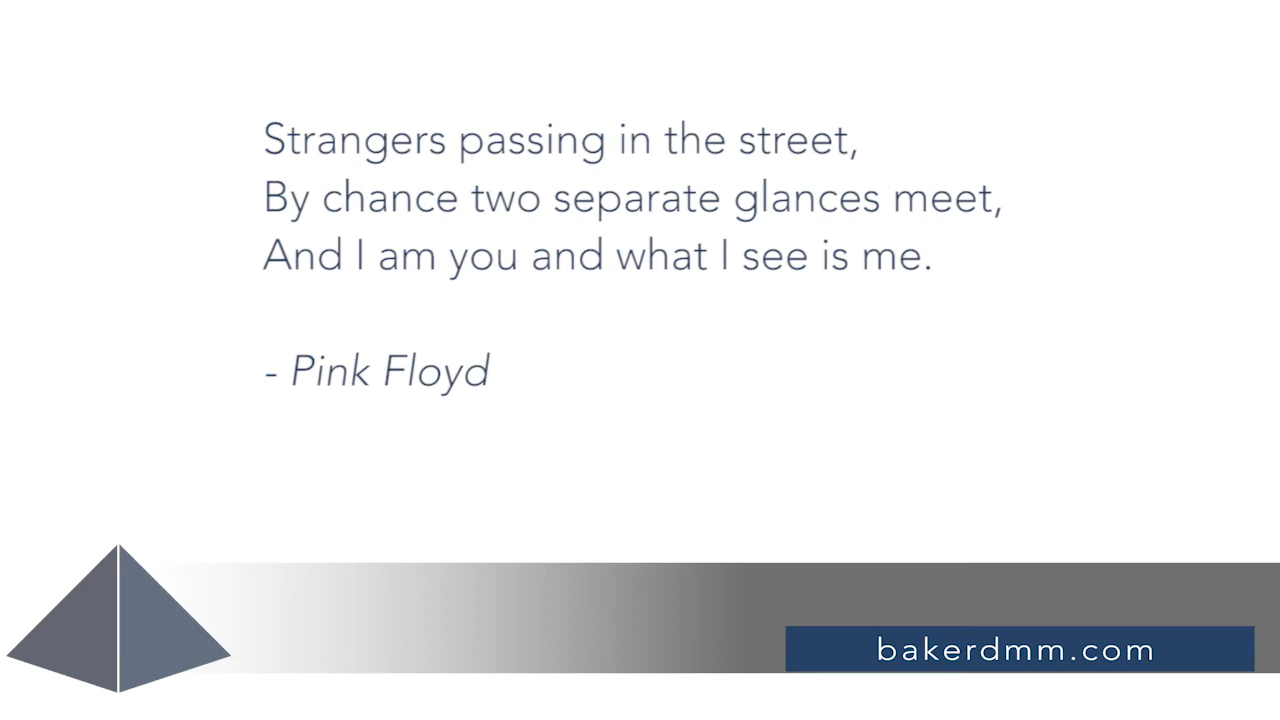 Strangers passing in the street,
By chance two separate glances meet,
And I am you and what I see is me.
- Pink Floyd
bakerdmm.com